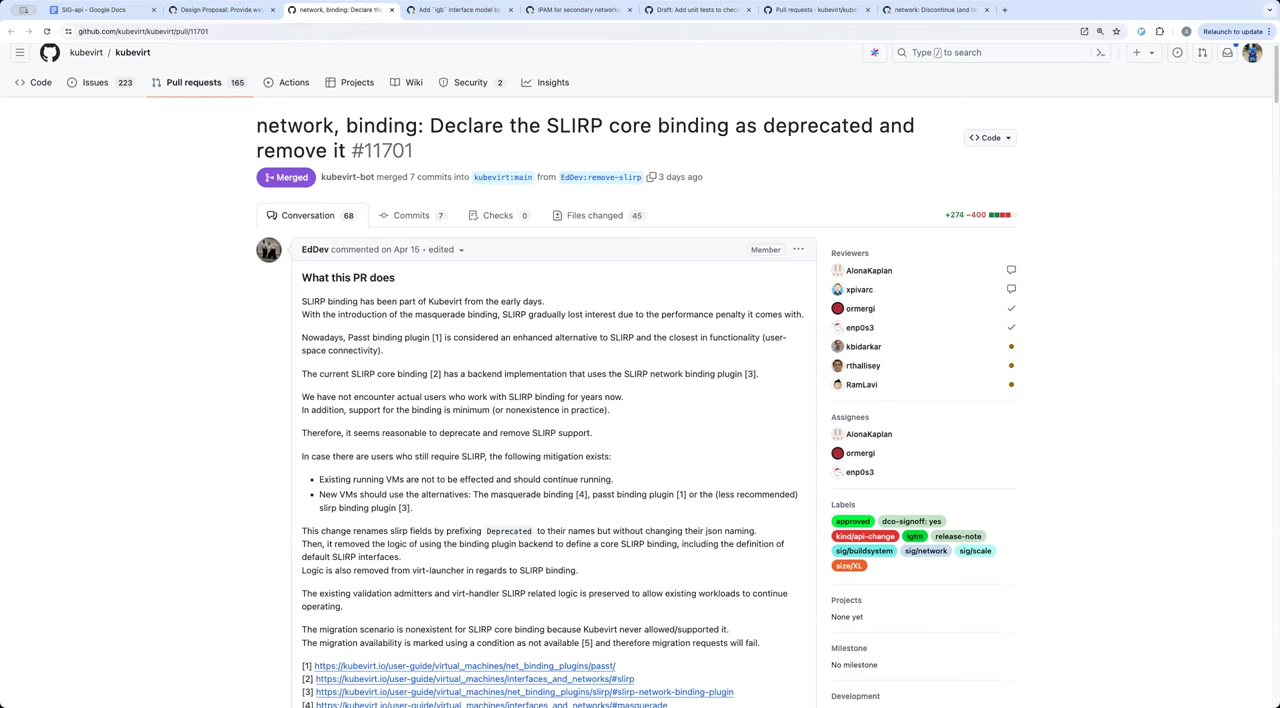 SIG-api - Google Docs
Design Proposal: Provide way
network, binding: Declare the
Add `igb` interface model by
IPAM for secondary networks
Draft: Add unit tests to check
Pull requests · kubevirt/kube
network: Discontinue (and re
github.com/kubevirt/kubevirt/pull/11701
Relaunch to update
kubevirt / kubevirt
Type / to search
Code
Issues 223
Pull requests 165
Actions
Projects
Wiki
Security 2
Insights
network, binding: Declare the SLIRP core binding as deprecated and
remove it #11701
Code
Merged kubevirt-bot merged 7 commits into kubevirt:main from EdDev:remove-slirp 3 days ago
Conversation 68
Commits 7
Checks 0
Files changed 45
+274 −400
EdDev commented on Apr 15 • edited
Member
What this PR does
SLIRP binding has been part of Kubevirt from the early days.
With the introduction of the masquerade binding, SLIRP gradually lost interest due to the performance penalty it comes with.
Nowadays, Passt binding plugin [1] is considered an enhanced alternative to SLIRP and the closest in functionality (user-
space connectivity).
The current SLIRP core binding [2] has a backend implementation that uses the SLIRP network binding plugin [3].
We have not encounter actual users who work with SLIRP binding for years now.
In addition, support for the binding is minimum (or nonexistence in practice).
Therefore, it seems reasonable to deprecate and remove SLIRP support.
In case there are users who still require SLIRP, the following mitigation exists:
• Existing running VMs are not to be effected and should continue running.
• New VMs should use the alternatives: The masquerade binding [4], passt binding plugin [1] or the (less recommended)
slirp binding plugin [3].
This change renames slirp fields by prefixing Deprecated to their names but without changing their json naming.
Then, it removed the logic of using the binding plugin backend to define a core SLIRP binding, including the definition of
default SLIRP interfaces.
Logic is also removed from virt-launcher in regards to SLIRP binding.
The existing validation admitters and virt-handler SLIRP related logic is preserved to allow existing workloads to continue
operating.
The migration scenario is nonexistent for SLIRP core binding because Kubevirt never allowed/supported it.
The migration availability is marked using a condition as not available [5] and therefore migration requests will fail.
[1] https://kubevirt.io/user-guide/virtual_machines/net_binding_plugins/passt/
[2] https://kubevirt.io/user-guide/virtual_machines/interfaces_and_networks/#slirp
[3] https://kubevirt.io/user-guide/virtual_machines/net_binding_plugins/slirp/#slirp-network-binding-plugin
[4] https://kubevirt.io/user-guide/virtual_machines/interfaces_and_networks/#masquerade
Reviewers
AlonaKaplan
xpivarc
ormergi
enp0s3
kbidarkar
rthallisey
RamLavi
Assignees
AlonaKaplan
ormergi
enp0s3
Labels
approved dco-signoff: yes
kind/api-change lgtm release-note
sig/buildsystem sig/network sig/scale
size/XL
Projects
None yet
Milestone
No milestone
Development